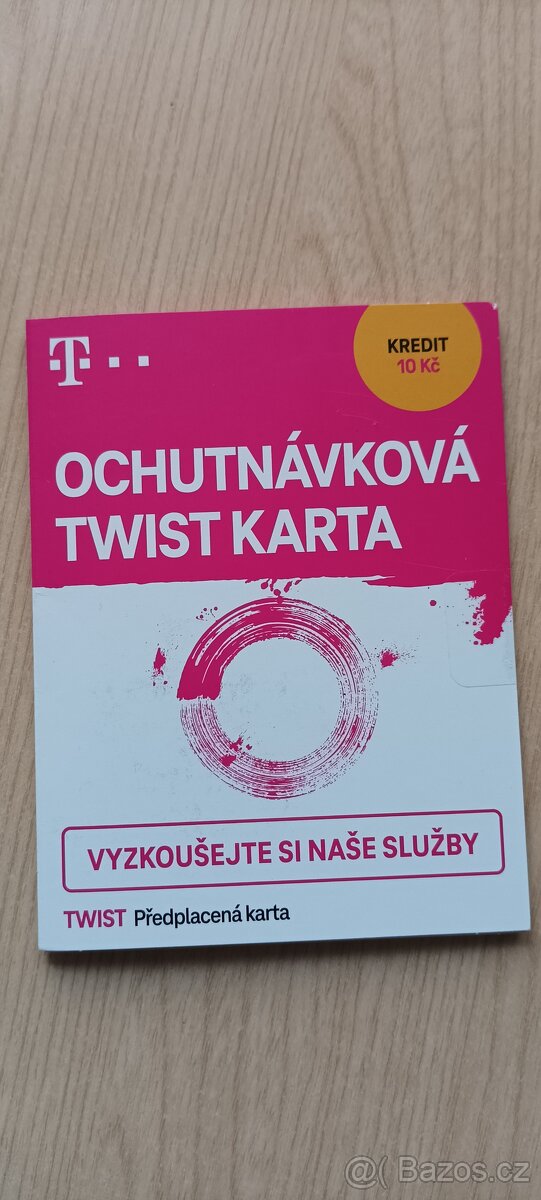 T
KREDIT
10 Kč
OCHUTNÁVKOVÁ
TWIST KARTA
VYZKOUŠEJTE SI NAŠE SLUŽBY
TWIST Předplacená karta
Bazos.cz